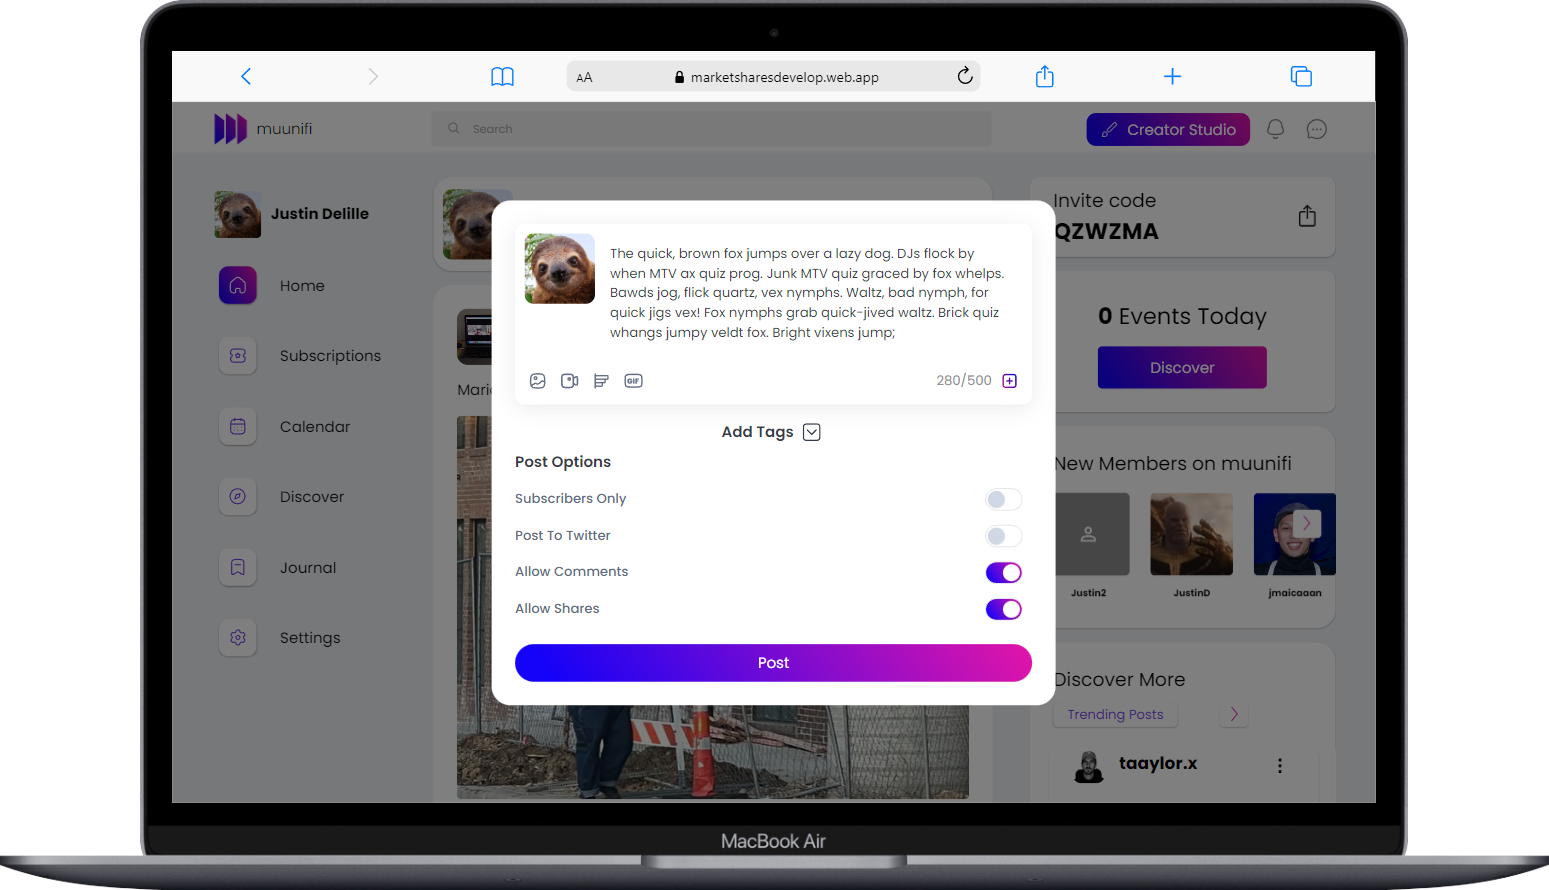 AA
marketsharesdevelop.web.app
muunifi
Search
Creator Studio
Justin Delille
Home
Subscriptions
Calendar
Discover
Journal
Settings
The quick, brown fox jumps over a lazy dog. DJs flock by
when MTV ax quiz prog. Junk MTV quiz graced by fox whelps.
Bawds jog, flick quartz, vex nymphs. Waltz, bad nymph, for
quick jigs vex! Fox nymphs grab quick-jived waltz. Brick quiz
whangs jumpy veldt fox. Bright vixens jump;
GIF
280/500
Add Tags
Post Options
Subscribers Only
Post To Twitter
Allow Comments
Allow Shares
Post
Invite code
QZWZMA
0 Events Today
Discover
New Members on muunifi
Justin2
JustinD
jmaicaaan
Discover More
Trending Posts
taaylor.x
MacBook Air